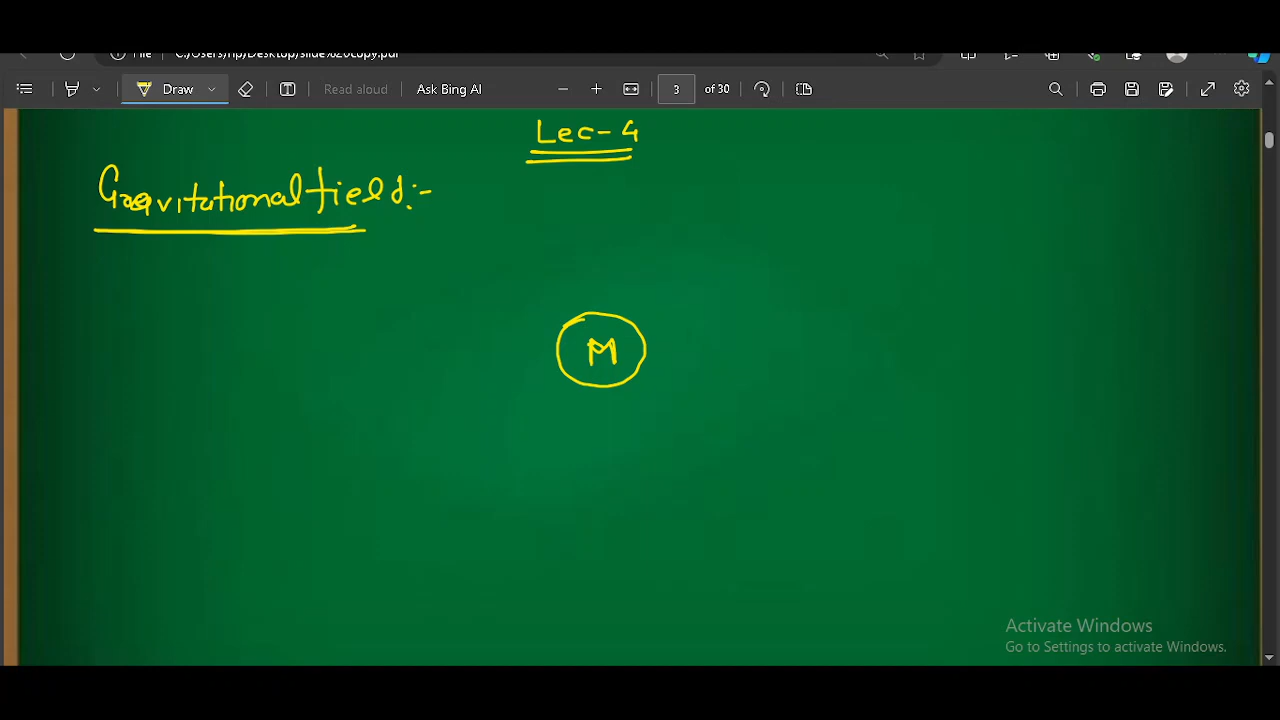 File C:/Users/hp/Desktop/slide%20copy.pdf
Draw Read aloud Ask Bing AI 3 of 30
Lec-4
Gravitational field:-
M
Activate Windows
Go to Settings to activate Windows.